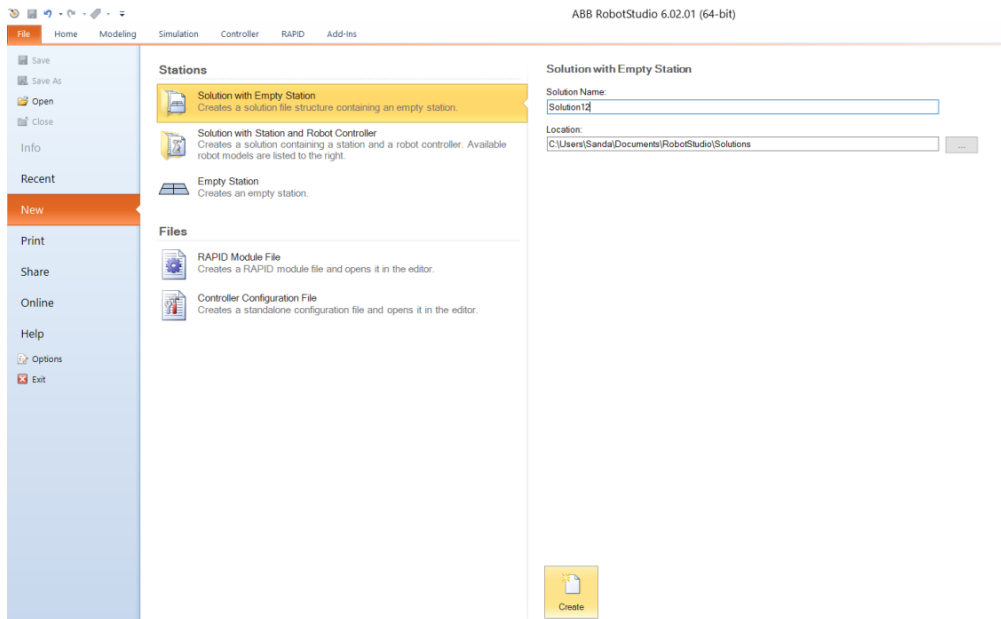 ABB RobotStudio 6.02.01 (64-bit)
File Home Modeling Simulation Controller RAPID Add-Ins
Save
Save As
Open
Close
Info
Recent
New
Print
Share
Online
Help
Options
Exit
Stations
Solution with Empty Station
Creates a solution file structure containing an empty station.
Solution with Station and Robot Controller
Creates a solution containing a station and a robot controller. Available
robot models are listed to the right.
Empty Station
Creates an empty station.
Files
RAPID Module File
Creates a RAPID module file and opens it in the editor.
Controller Configuration File
Creates a standalone configuration file and opens it in the editor.
Solution with Empty Station
Solution Name:
Solution12
Location:
C:\Users\Sanda\Documents\RobotStudio\Solutions
...
Create